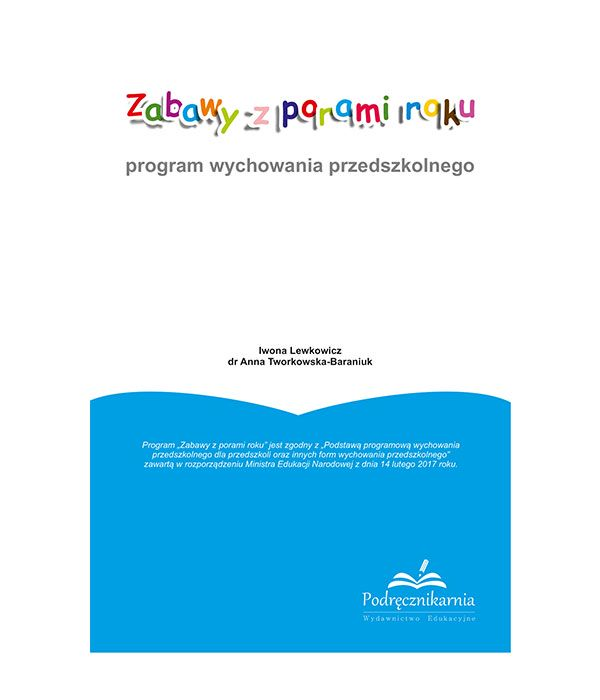 Zabawy z porami roku
program wychowania przedszkolnego
Iwona Lewkowicz
dr Anna Tworkowska-Baraniuk
Program „Zabawy z porami roku” jest zgodny z „Podstawą programową wychowania
przedszkolnego dla przedszkoli oraz innych form wychowania przedszkolnego”
zawartą w rozporządzeniu Ministra Edukacji Narodowej z dnia 14 lutego 2017 roku.
Podręcznikarnia
Wydawnictwo Edukacyjne